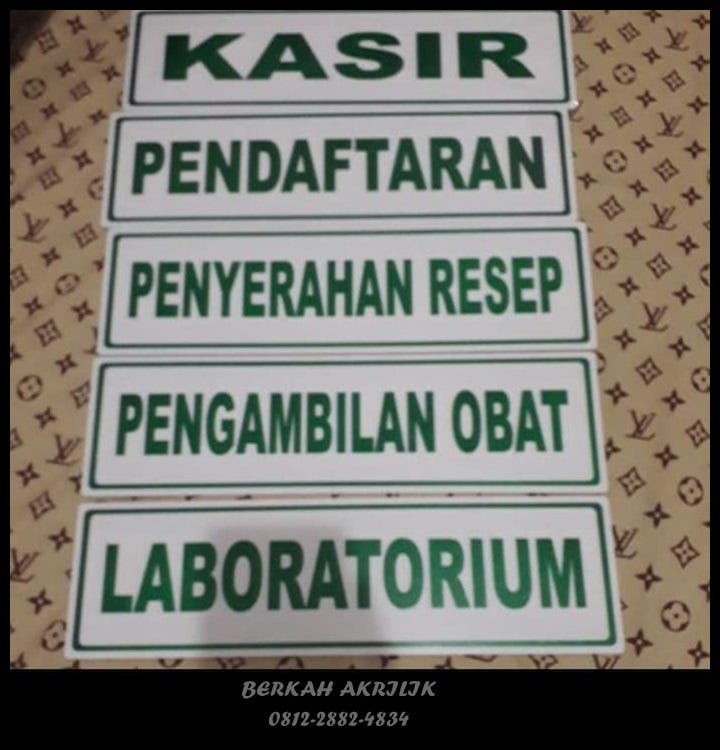 KASIR
PENDAFTARAN
PENYERAHAN RESEP
PENGAMBILAN OBAT
LABORATORIUM
BERKAH AKRILIK
0812-2882-4834